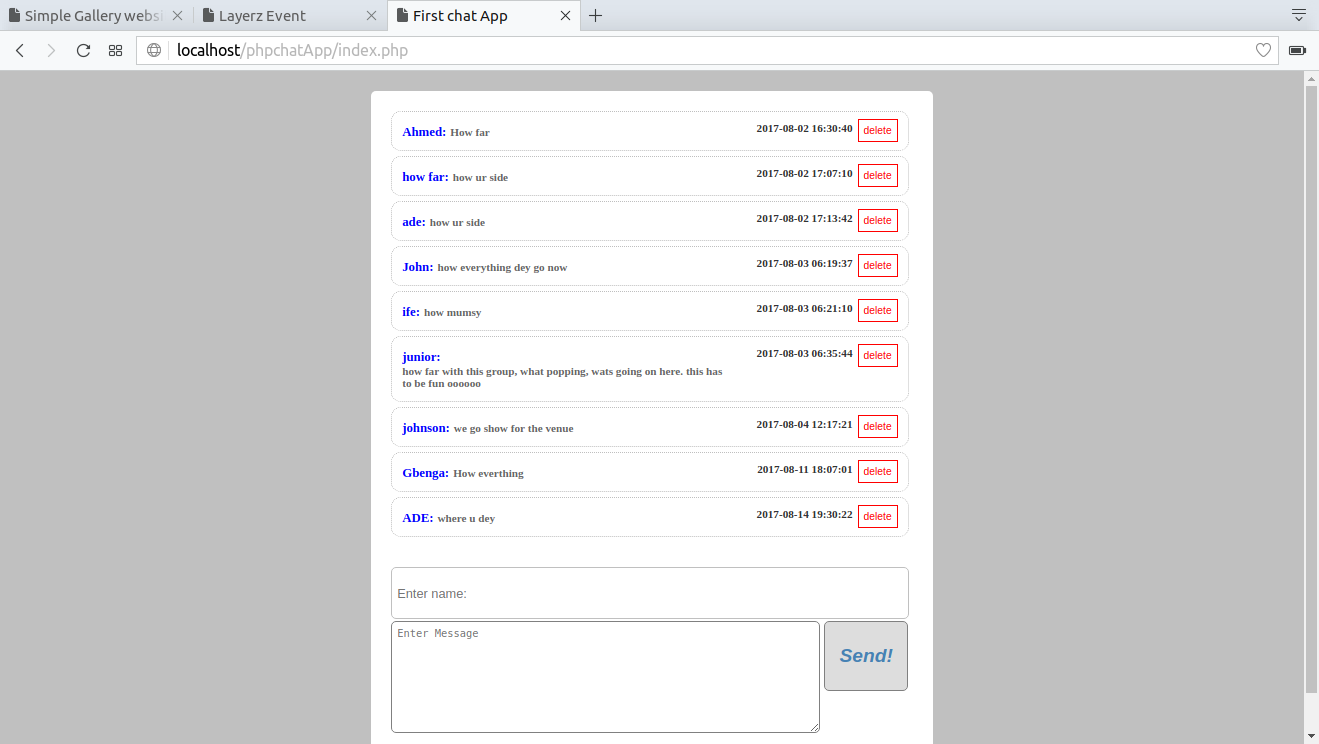 Simple Gallery webs
Layerz Event
First chat App
localhost/phpchatApp/index.php
Ahmed: How far 2017-08-02 16:30:40 delete
how far: how ur side 2017-08-02 17:07:10 delete
ade: how ur side 2017-08-02 17:13:42 delete
John: how everything dey go now 2017-08-03 06:19:37 delete
ife: how mumsy 2017-08-03 06:21:10 delete
junior: 2017-08-03 06:35:44 delete
how far with this group, what popping, wats going on here. this has
to be fun oooooo
johnson: we go show for the venue 2017-08-04 12:17:21 delete
Gbenga: How everthing 2017-08-11 18:07:01 delete
ADE: where u dey 2017-08-14 19:30:22 delete
Enter name:
Enter Message
Send!